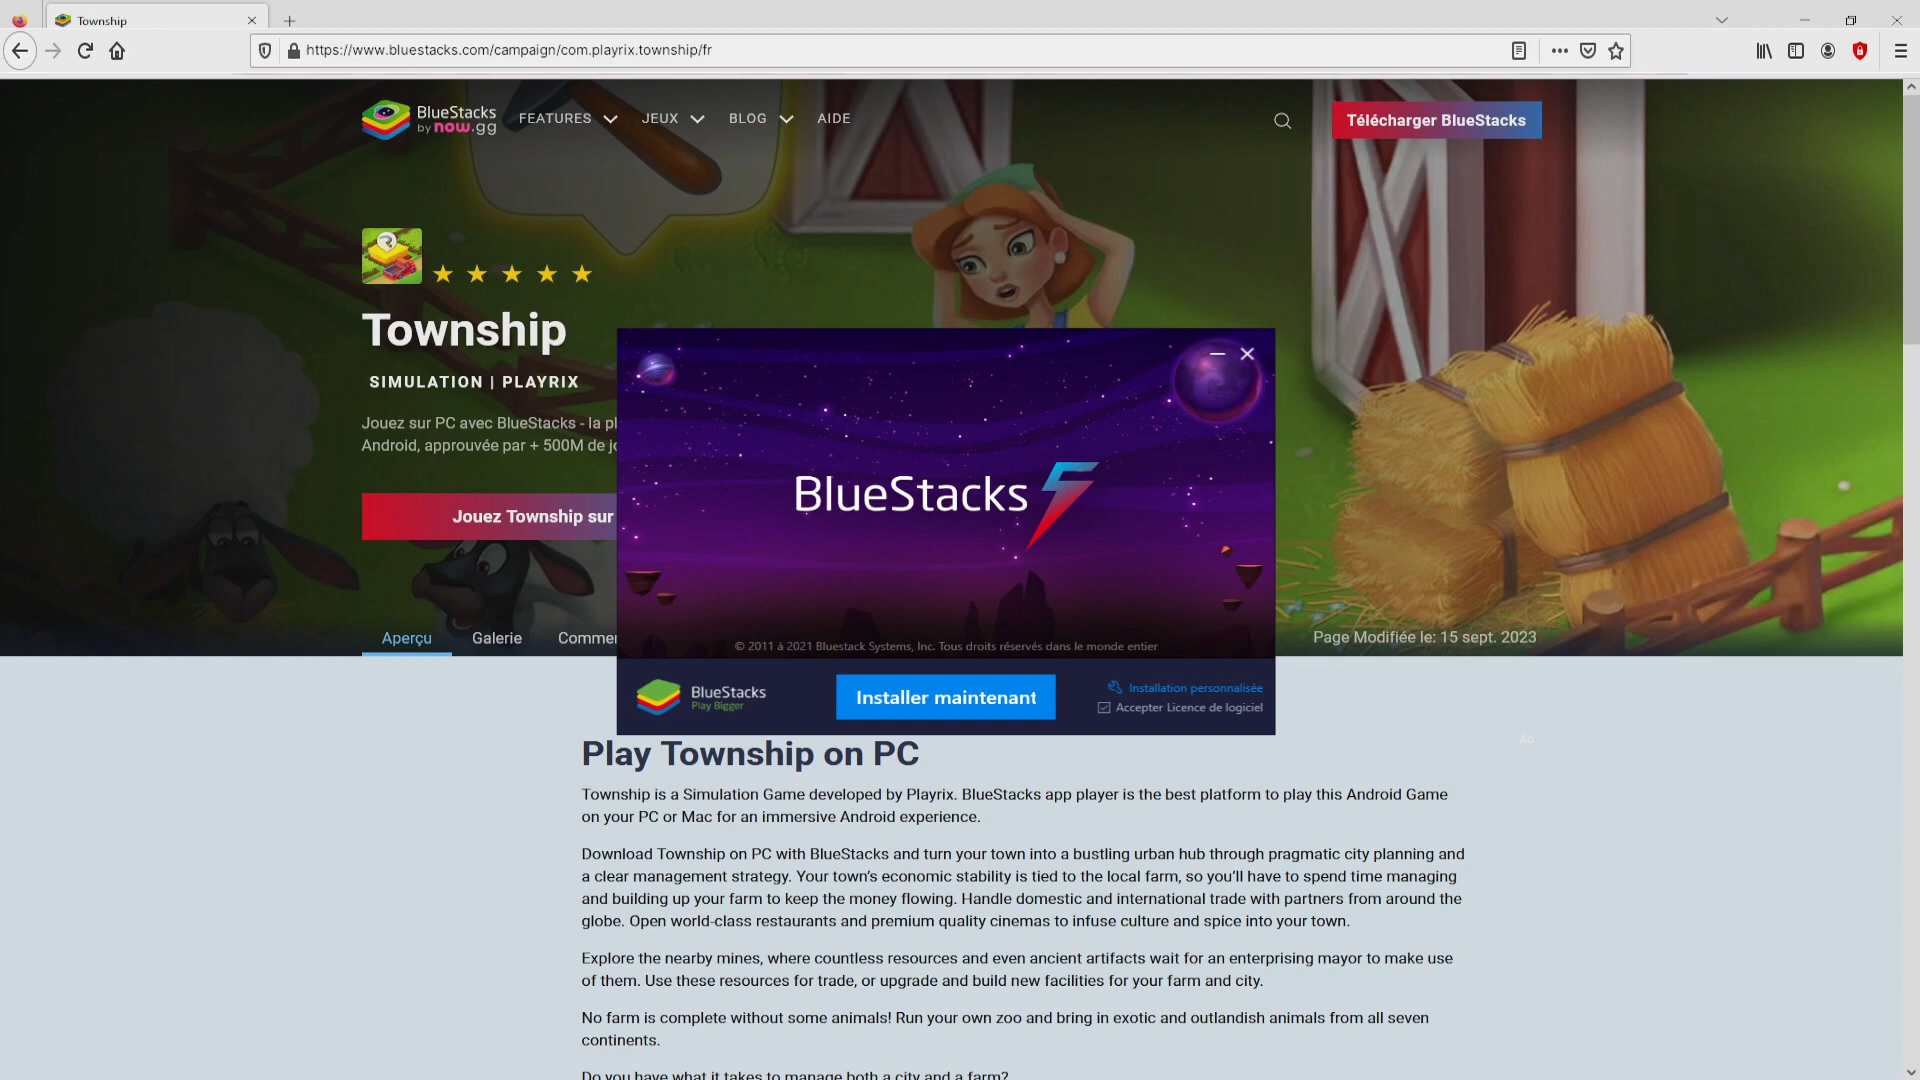 Township
https://www.bluestacks.com/campaign/com.playrix.township/fr
BlueStacks
by now.gg
FEATURES
JEUX
BLOG
AIDE
Télécharger BlueStacks
Township
SIMULATION | PLAYRIX
Jouez sur PC avec BlueStacks - la
Android, approuvée par + 500M de
Jouez Township sur
Aperçu
Galerie
Page Modifiée le: 15 sept. 2023
BlueStacks 5
© 2011 à 2021 Bluestack Systems, Inc. Tous droits réservés dans le monde entier
BlueStacks
Play Bigger
Installer maintenant
Installation personnalisée
Accepter Licence de logiciel
Ad
Play Township on PC
Township is a Simulation Game developed by Playrix. BlueStacks app player is the best platform to play this Android Game
on your PC or Mac for an immersive Android experience.
Download Township on PC with BlueStacks and turn your town into a bustling urban hub through pragmatic city planning and
a clear management strategy. Your town’s economic stability is tied to the local farm, so you’ll have to spend time managing
and building up your farm to keep the money flowing. Handle domestic and international trade with partners from around the
globe. Open world-class restaurants and premium quality cinemas to infuse culture and spice into your town.
Explore the nearby mines, where countless resources and even ancient artifacts wait for an enterprising mayor to make use
of them. Use these resources for trade, or upgrade and build new facilities for your farm and city.
No farm is complete without some animals! Run your own zoo and bring in exotic and outlandish animals from all seven
continents.
Do you have what it takes to manage both a city and a farm?